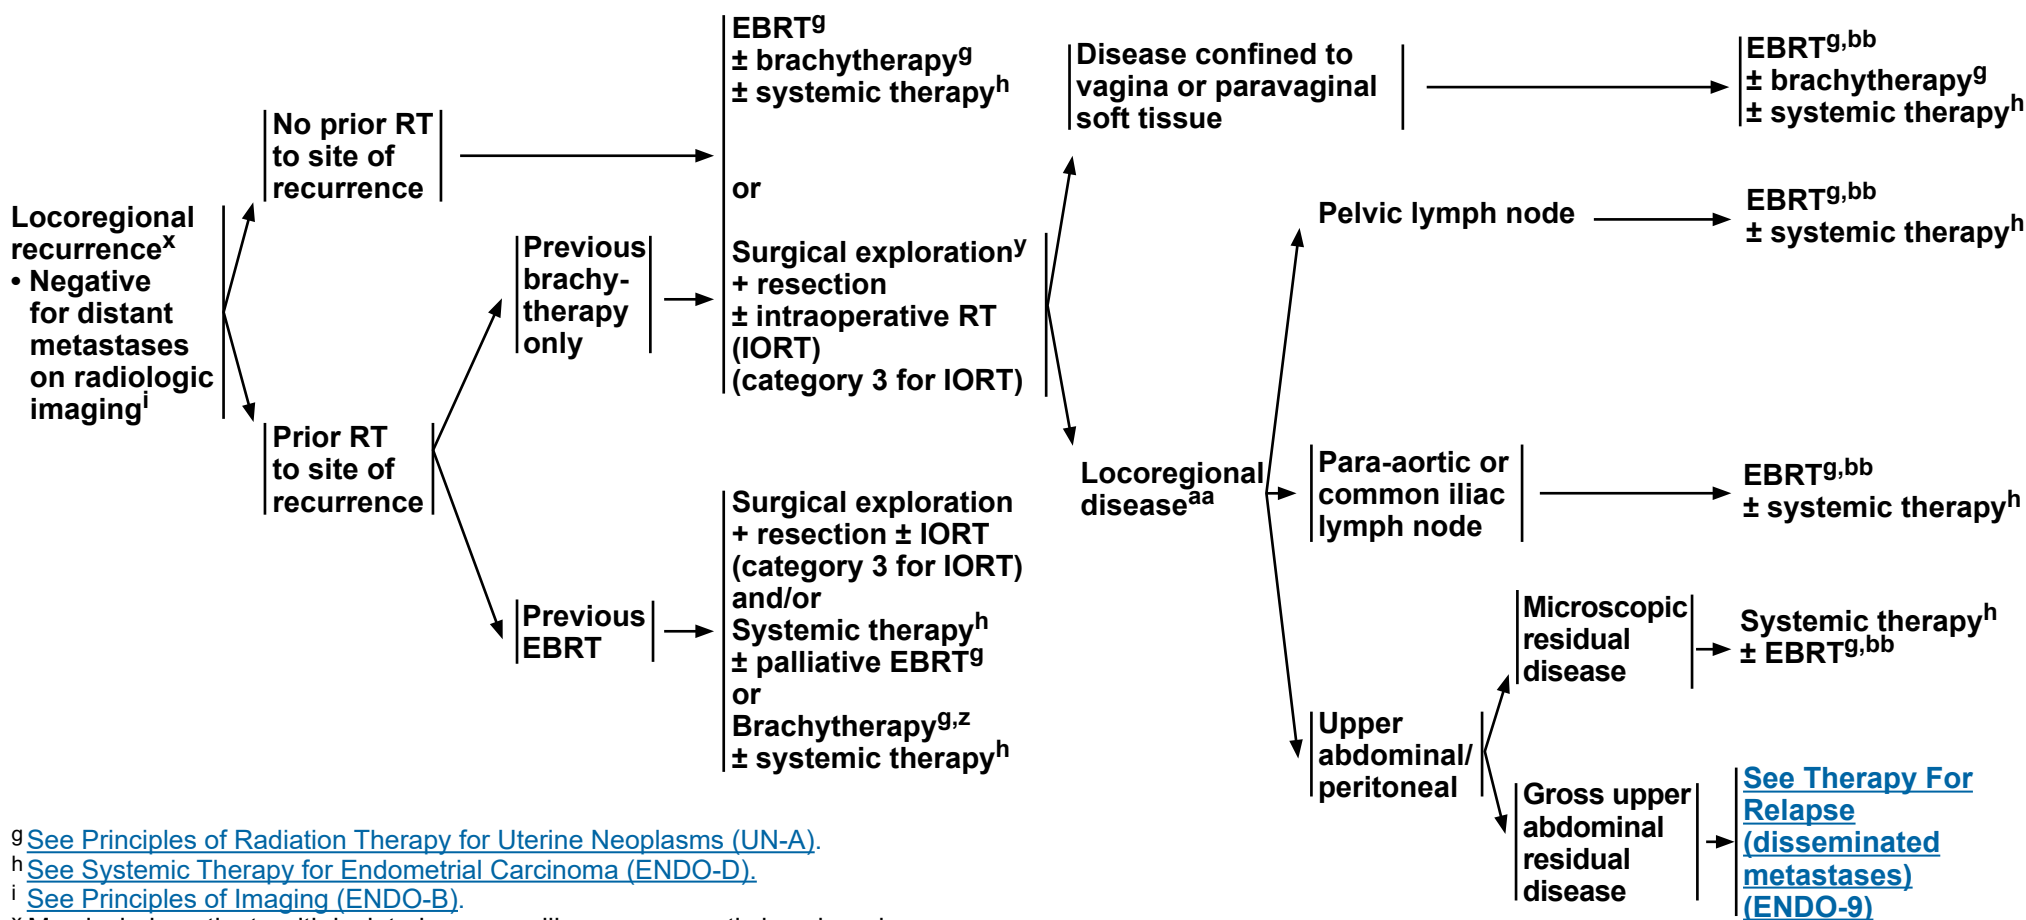 Locoregional
recurrencex
• Negative
for distant
metastases
on radiologic
imagingi
No prior RT
to site of
recurrence
Prior RT
to site of
recurrence
Previous
brachy-
therapy
only
Previous
EBRT
EBRTg
± brachytherapyg
± systemic therapyh
or
Surgical explorationy
+ resection
± intraoperative RT
(IORT)
(category 3 for IORT)
Surgical exploration
+ resection ± IORT
(category 3 for IORT)
and/or
Systemic therapyh
± palliative EBRTg
or
Brachytherapyg,z
± systemic therapyh
Disease confined to
vagina or paravaginal
soft tissue
EBRTg,bb
± brachytherapyg
± systemic therapyh
Locoregional
diseaseaa
Pelvic lymph node
EBRTg,bb
± systemic therapyh
Para-aortic or
common iliac
lymph node
EBRTg,bb
± systemic therapyh
Upper
abdominal/
peritoneal
Microscopic
residual
disease
Systemic therapyh
± EBRTg,bb
Gross upper
abdominal
residual
disease
See Therapy For
Relapse
(disseminated
metastases)
(ENDO-9)
g See Principles of Radiation Therapy for Uterine Neoplasms (UN-A).
h See Systemic Therapy for Endometrial Carcinoma (ENDO-D).
i See Principles of Imaging (ENDO-B).